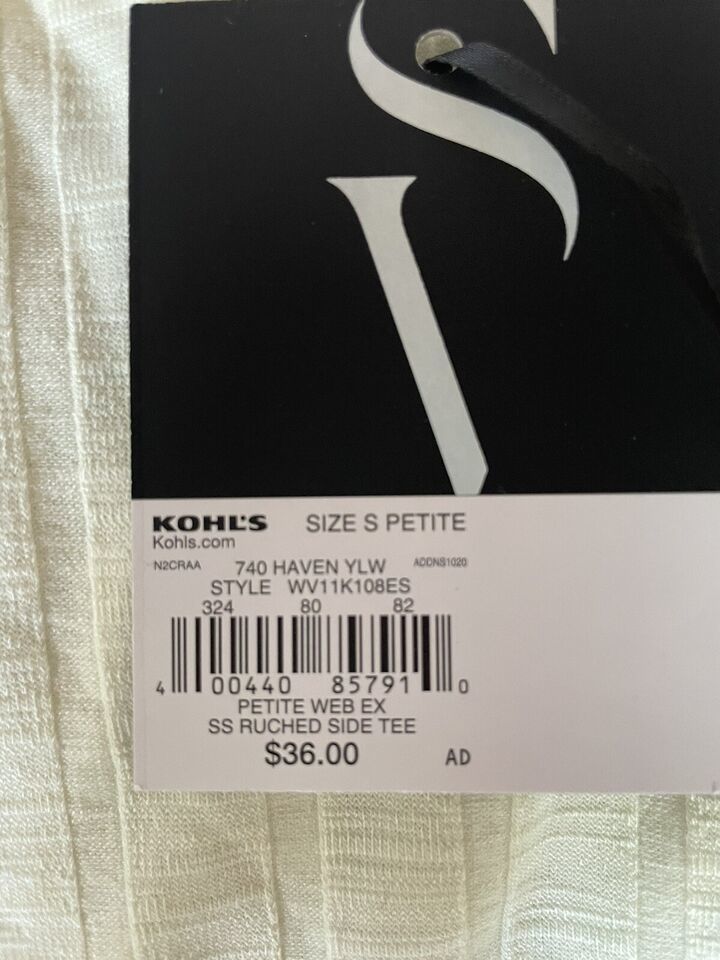 S
V
KOHL'S SIZE S PETITE
Kohls.com
N2CRAA 740 HAVEN YLW ADDNS1020
STYLE WV11K108ES
324 80 82
4 00440 85791 0
PETITE WEB EX
SS RUCHED SIDE TEE
$36.00 AD